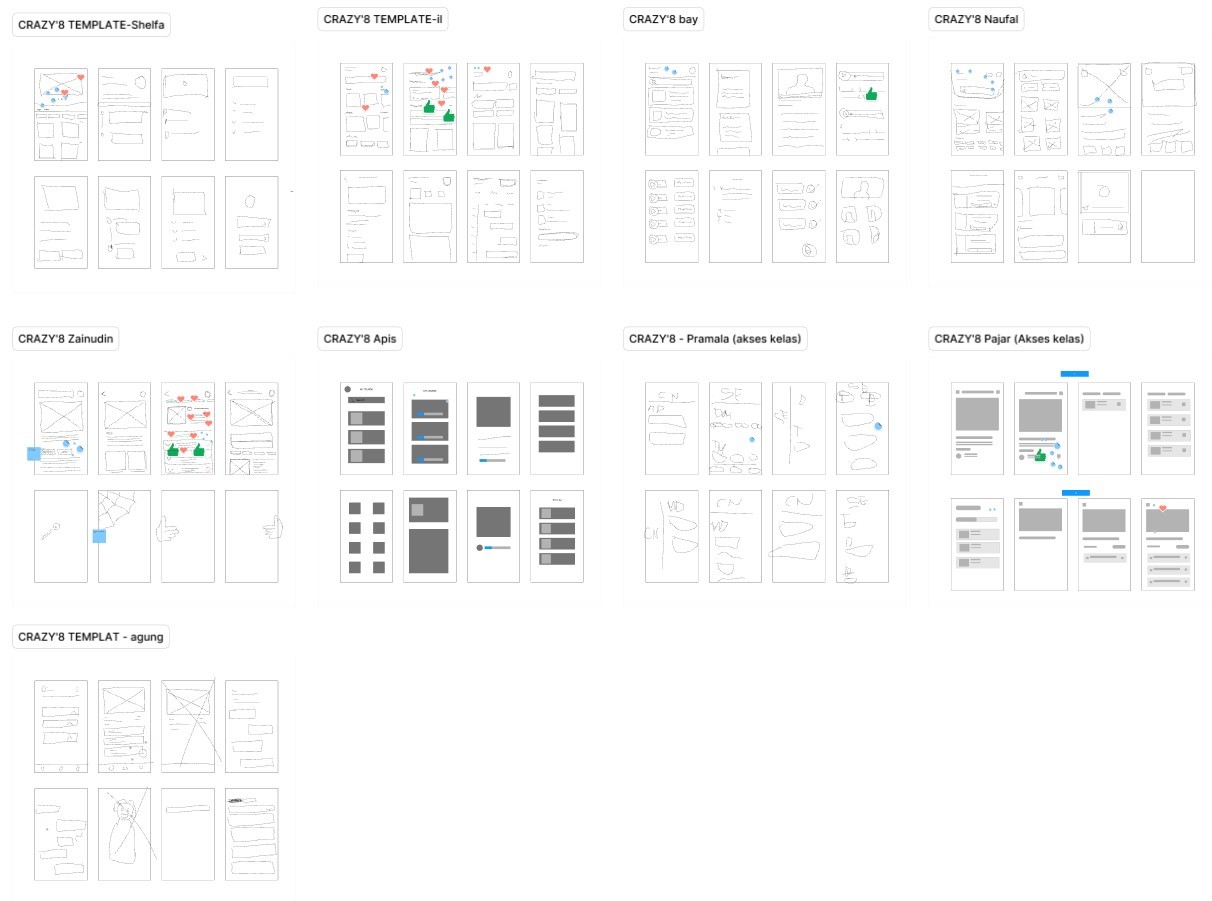 CRAZY'8 TEMPLATE-Shelfa
CRAZY'8 TEMPLATE-il
CRAZY'8 bay
CRAZY'8 Naufal
CRAZY'8 Zainudin
CRAZY'8 Apis
CRAZY'8 - Pramala (akses kelas)
CRAZY'8 Pajar (Akses kelas)
CRAZY'8 TEMPLAT - agung